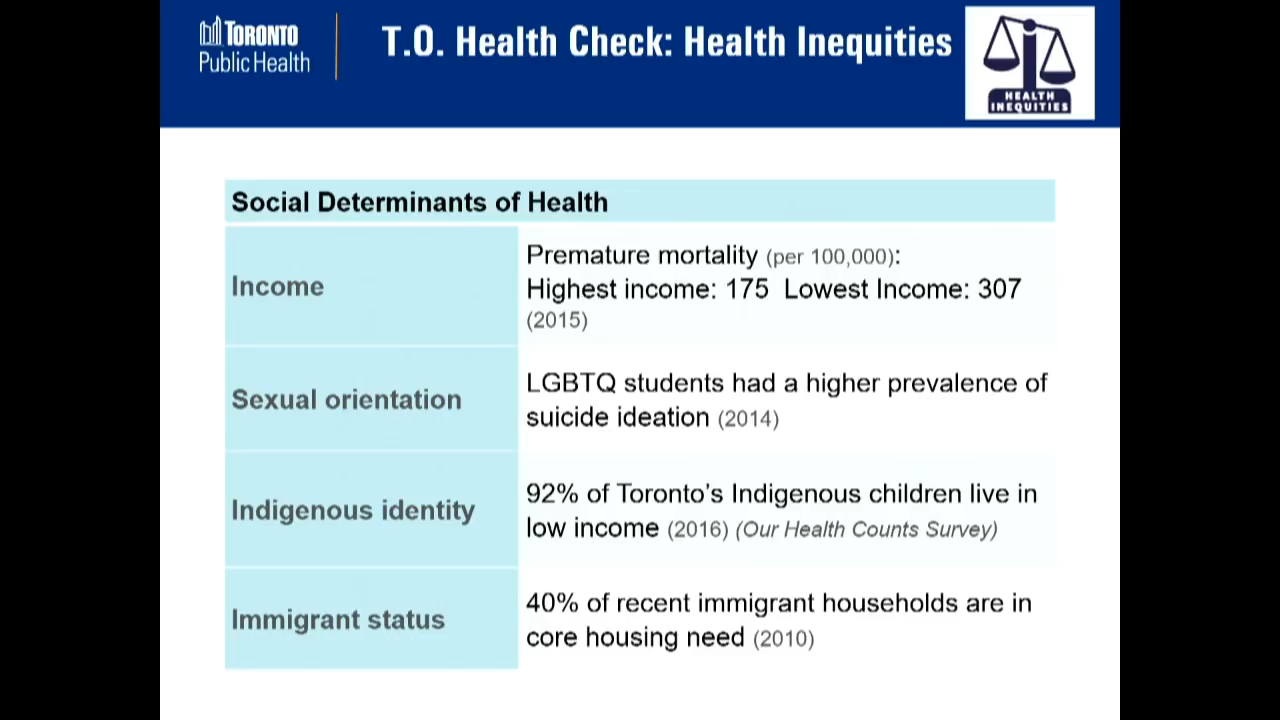 TORONTO
Public Health
T.O. Health Check: Health Inequities
HEALTH
INEQUITIES
Social Determinants of Health
Income
Premature mortality (per 100,000):
Highest income: 175 Lowest Income: 307
(2015)
Sexual orientation
LGBTQ students had a higher prevalence of
suicide ideation (2014)
Indigenous identity
92% of Toronto’s Indigenous children live in
low income (2016) (Our Health Counts Survey)
Immigrant status
40% of recent immigrant households are in
core housing need (2010)